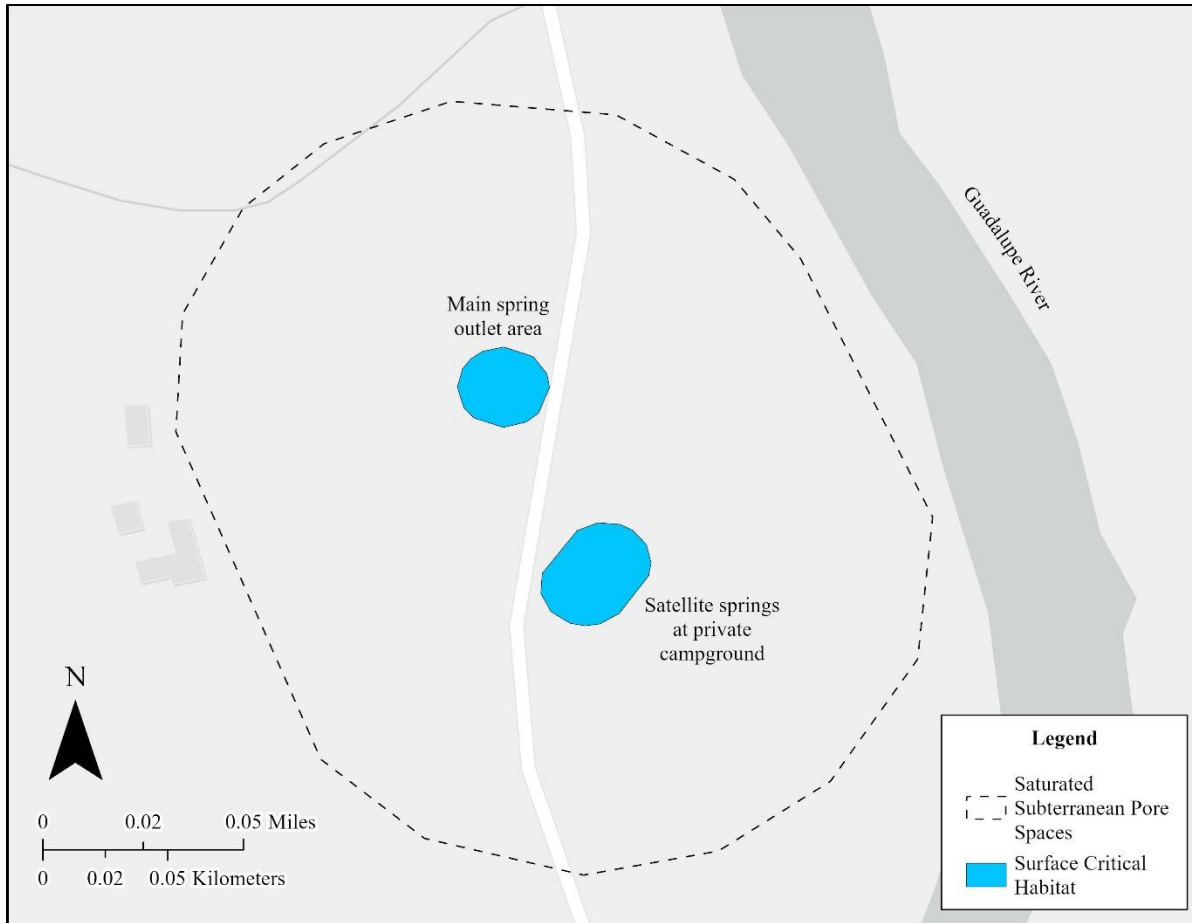 Main spring
outlet area
Guadalupe River
Satellite springs
at private
campground
N
0 0.02 0.05 Miles
0 0.02 0.05 Kilometers
Legend
Saturated
Subterranean Pore
Spaces
Surface Critical
Habitat